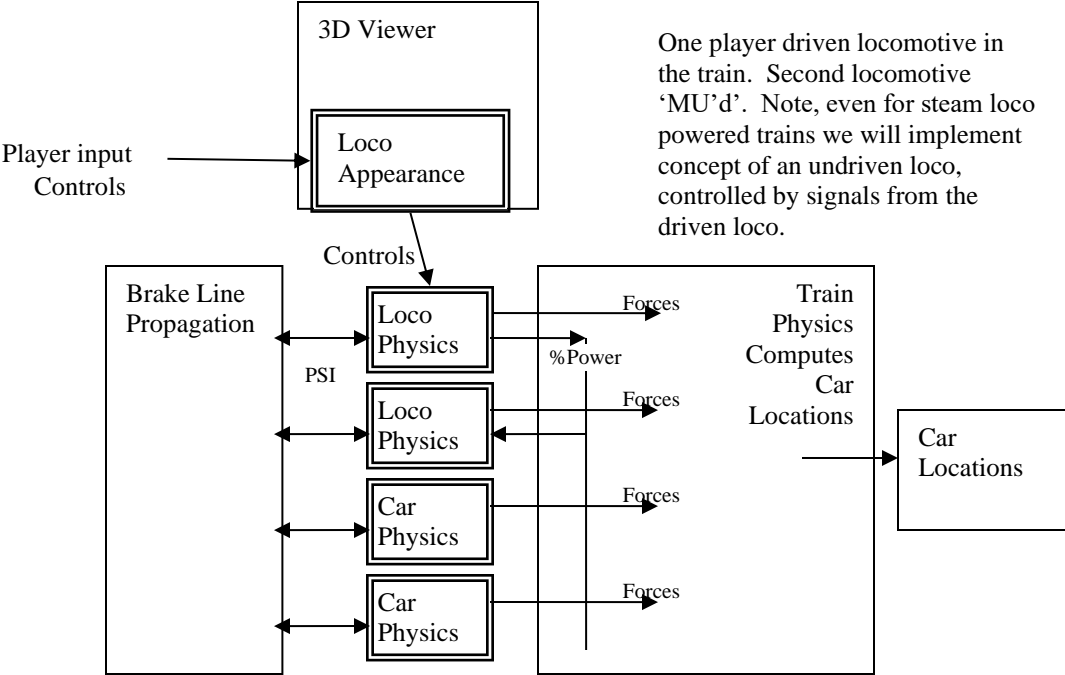 3D Viewer
One player driven locomotive in
the train.  Second locomotive
‘MU’d’.  Note, even for steam loco
powered trains we will implement
concept of an undriven loco,
controlled by signals from the
driven loco.
Player input
Controls
Loco
Appearance
Controls
Brake Line
Propagation
PSI
Loco
Physics
Loco
Physics
Car
Physics
Car
Physics
Forces
%Power
Forces
Forces
Forces
Train
Physics
Computes
Car
Locations
Car
Locations